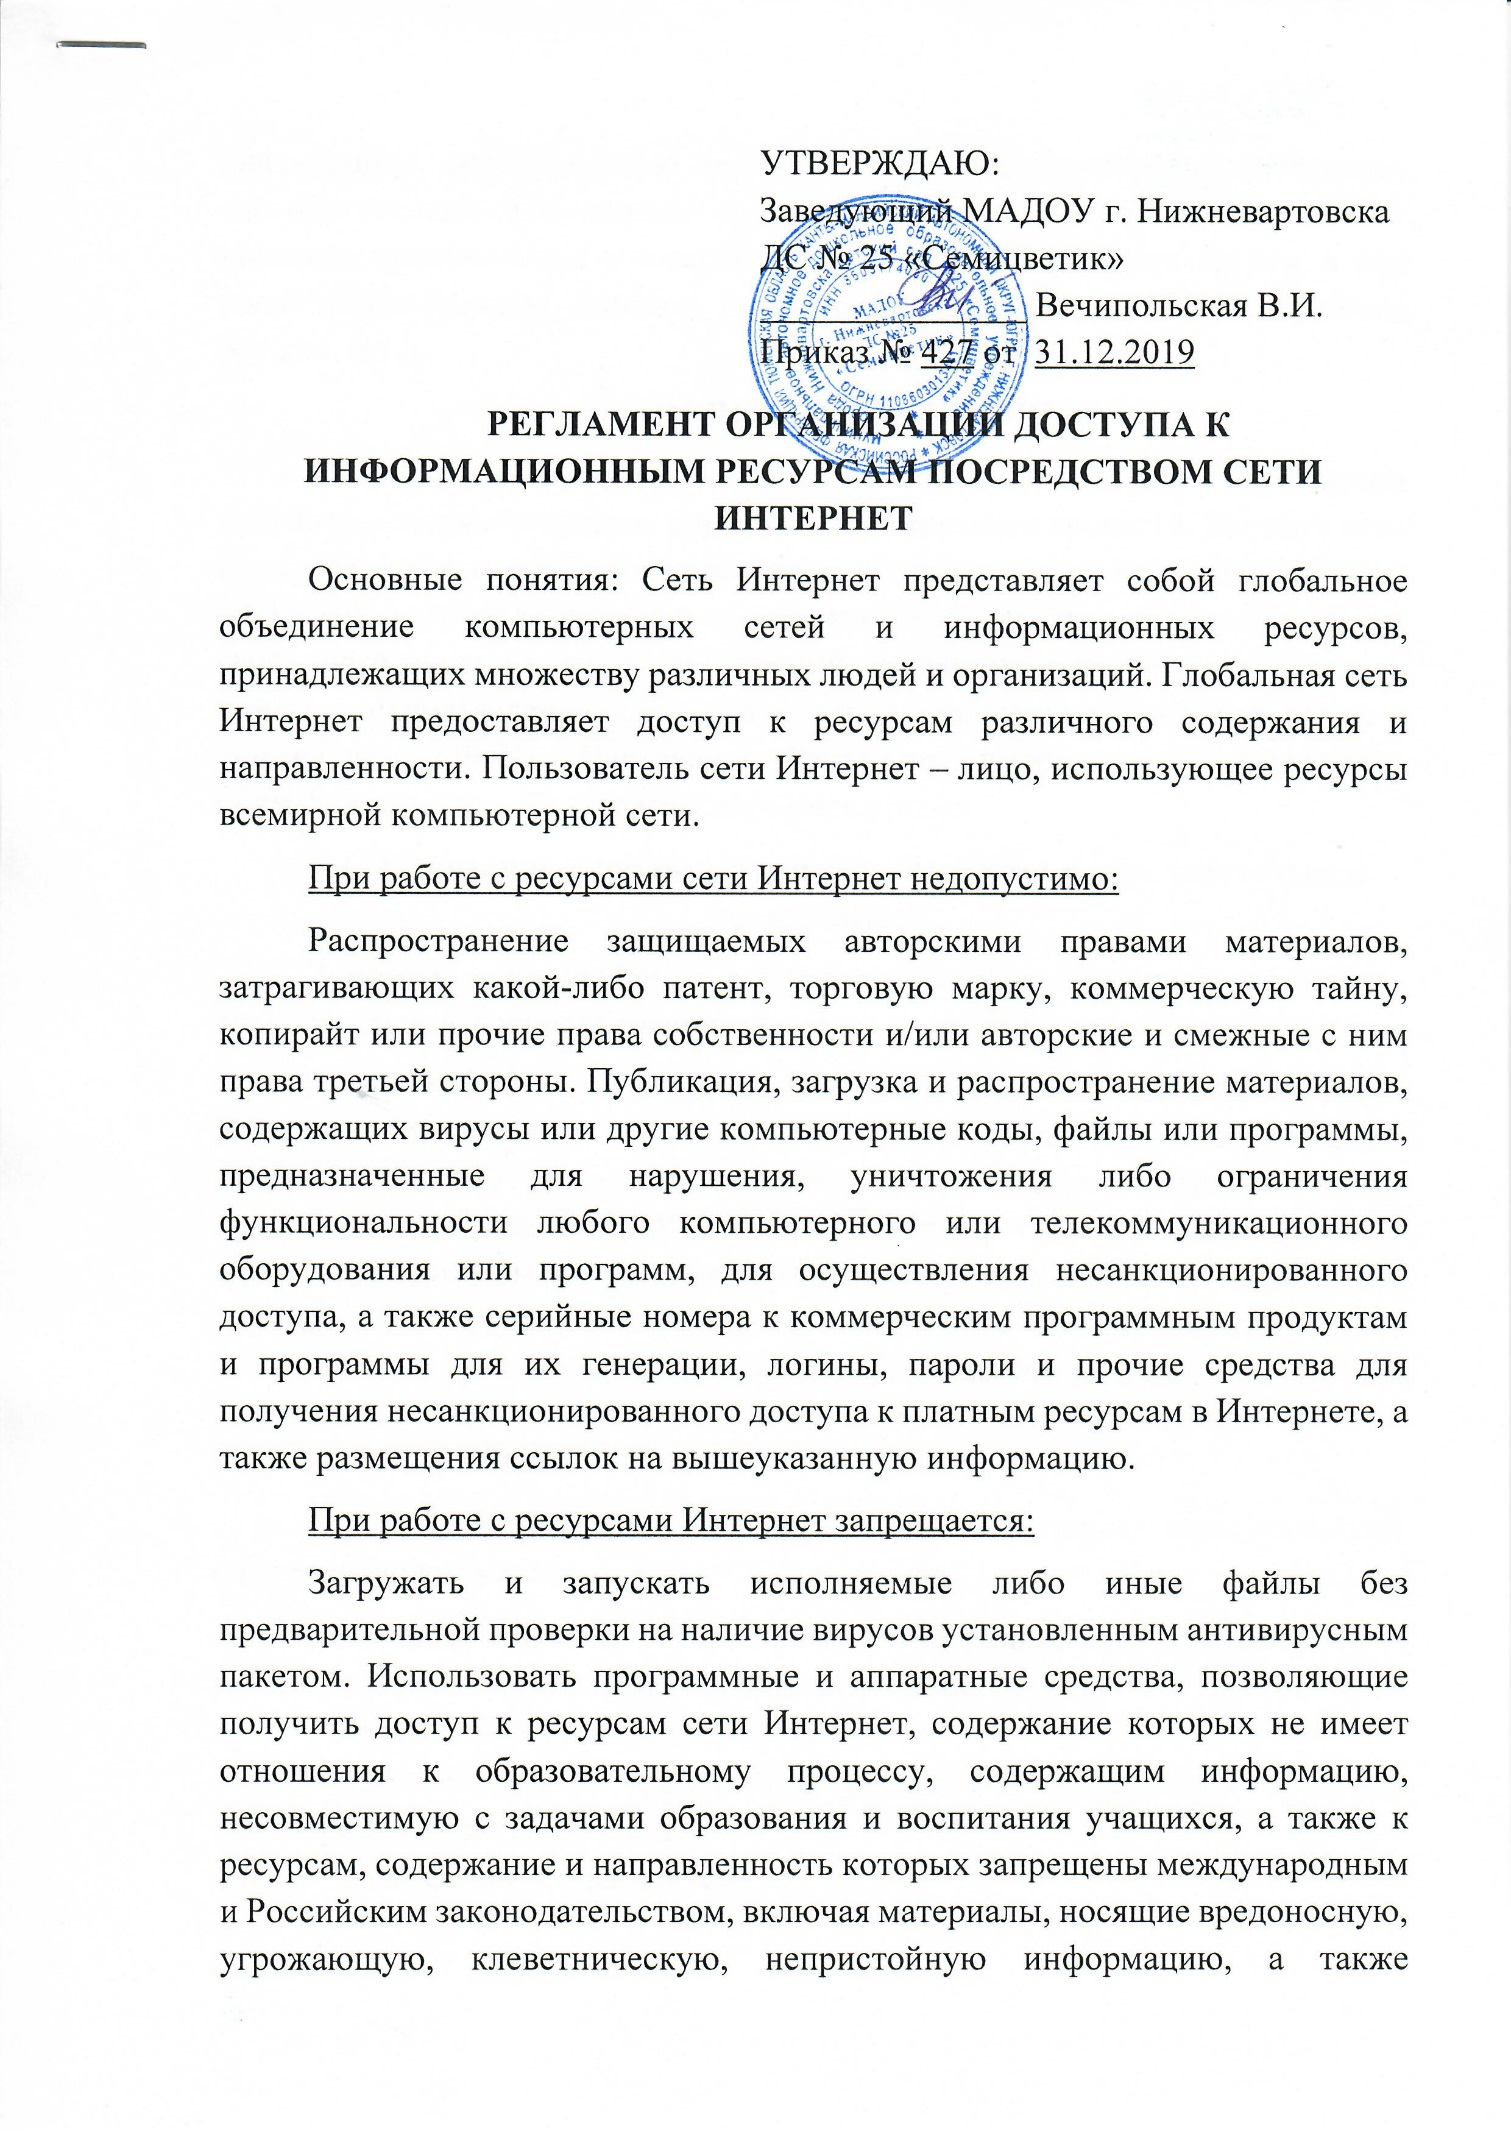 УТВЕРЖДАЮ:
Заведующий МАДОУ г. Нижневартовска
ДС № 25 «Семицветик»
Вечипольская В.И.
Приказ № 427 от 31.12.2019
МАДОУ
г. Нижневартовска
ДС №25
«Семицветик»
РЕГЛАМЕНТ ОРГАНИЗАЦИИ ДОСТУПА К
ИНФОРМАЦИОННЫМ РЕСУРСАМ ПОСРЕДСТВОМ СЕТИ
ИНТЕРНЕТ
Основные понятия: Сеть Интернет представляет собой глобальное
объединение компьютерных сетей и информационных ресурсов,
принадлежащих множеству различных людей и организаций. Глобальная сеть
Интернет предоставляет доступ к ресурсам различного содержания и
направленности. Пользователь сети Интернет – лицо, использующее ресурсы
всемирной компьютерной сети.
При работе с ресурсами сети Интернет недопустимо:
Распространение защищаемых авторскими правами материалов,
затрагивающих какой-либо патент, торговую марку, коммерческую тайну,
копирайт или прочие права собственности и/или авторские и смежные с ним
права третьей стороны. Публикация, загрузка и распространение материалов,
содержащих вирусы или другие компьютерные коды, файлы или программы,
предназначенные для нарушения, уничтожения либо ограничения
функциональности любого компьютерного или телекоммуникационного
оборудования или программ, для осуществления несанкционированного
доступа, а также серийные номера к коммерческим программным продуктам
и программы для их генерации, логины, пароли и прочие средства для
получения несанкционированного доступа к платным ресурсам в Интернете, а
также размещения ссылок на вышеуказанную информацию.
При работе с ресурсами Интернет запрещается:
Загружать и запускать исполняемые либо иные файлы без
предварительной проверки на наличие вирусов установленным антивирусным
пакетом. Использовать программные и аппаратные средства, позволяющие
получить доступ к ресурсам сети Интернет, содержание которых не имеет
отношения к образовательному процессу, содержащим информацию,
несовместимую с задачами образования и воспитания учащихся, а также к
ресурсам, содержание и направленность которых запрещены международным
и Российским законодательством, включая материалы, носящие вредоносную,
угрожающую, клеветническую, непристойную информацию, а также